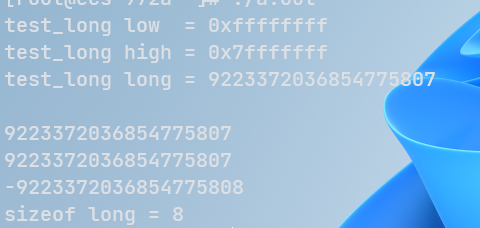 test_long low  = 0xffffffff
test_long high = 0x7fffffff
test_long long = 9223372036854775807
9223372036854775807
9223372036854775807
-9223372036854775808
sizeof long = 8